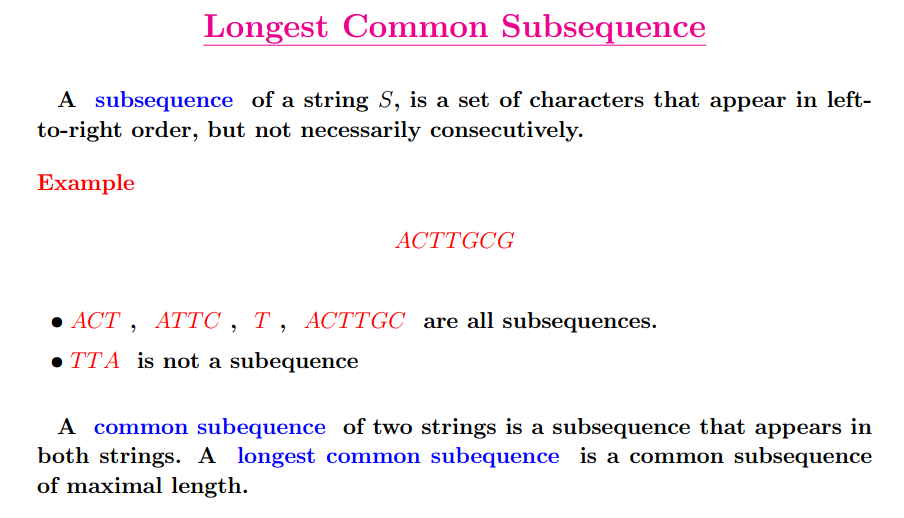 Longest Common Subsequence
A subsequence of a string S, is a set of characters that appear in left-
to-right order, but not necessarily consecutively.
Example
ACTTGCG
• ACT , ATTC , T , ACTTGC are all subsequences.
• TTA is not a subequence
A common subequence of two strings is a subsequence that appears in
both strings. A longest common subequence is a common subsequence
of maximal length.